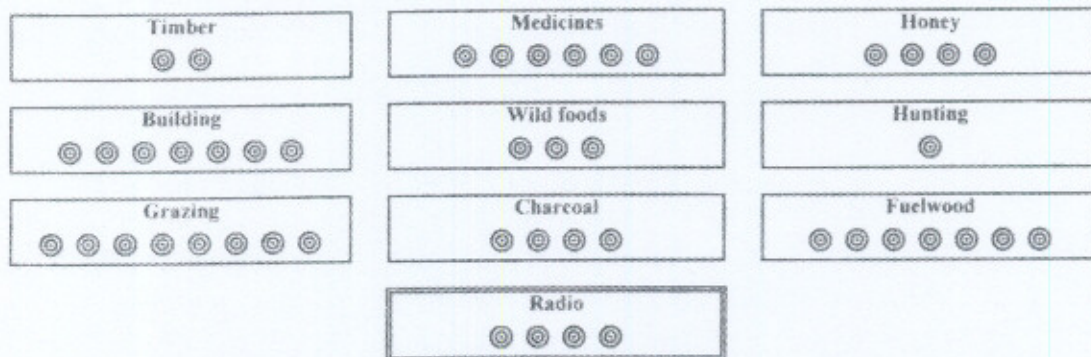 Timber
Medicines
Honey
Building
Wild foods
Hunting
Grazing
Charcoal
Fuelwood
Radio